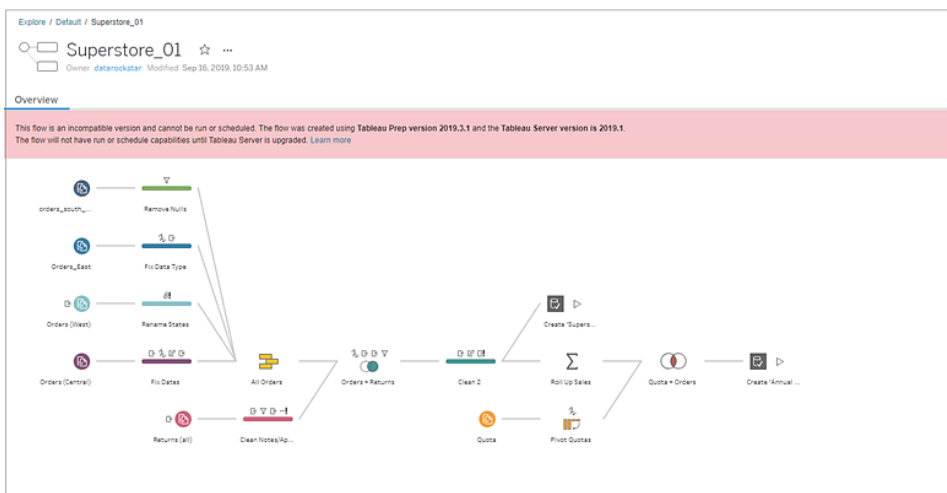 Explore / Default / Superstore_01
Superstore_01
Owner datarockstar Modified Sep 16, 2019, 10:53 AM
Overview
This flow is an incompatible version and cannot be run or scheduled. The flow was created using Tableau Prep version 2019.3.1 and the Tableau Server version is 2019.1.
The flow will not have run or schedule capabilities until Tableau Server is upgraded. Learn more
orders_south_... Remove Nulls
Orders_East Fix Data Type
Orders (West) Rename States Create 'Supers...
Orders (Central) Fix Dates All Orders Orders + Returns Clean 2 Roll Up Sales Quota + Orders Create 'Annual ...
Returns (all) Clean Notes/Ap... Quota Pivot Quotas